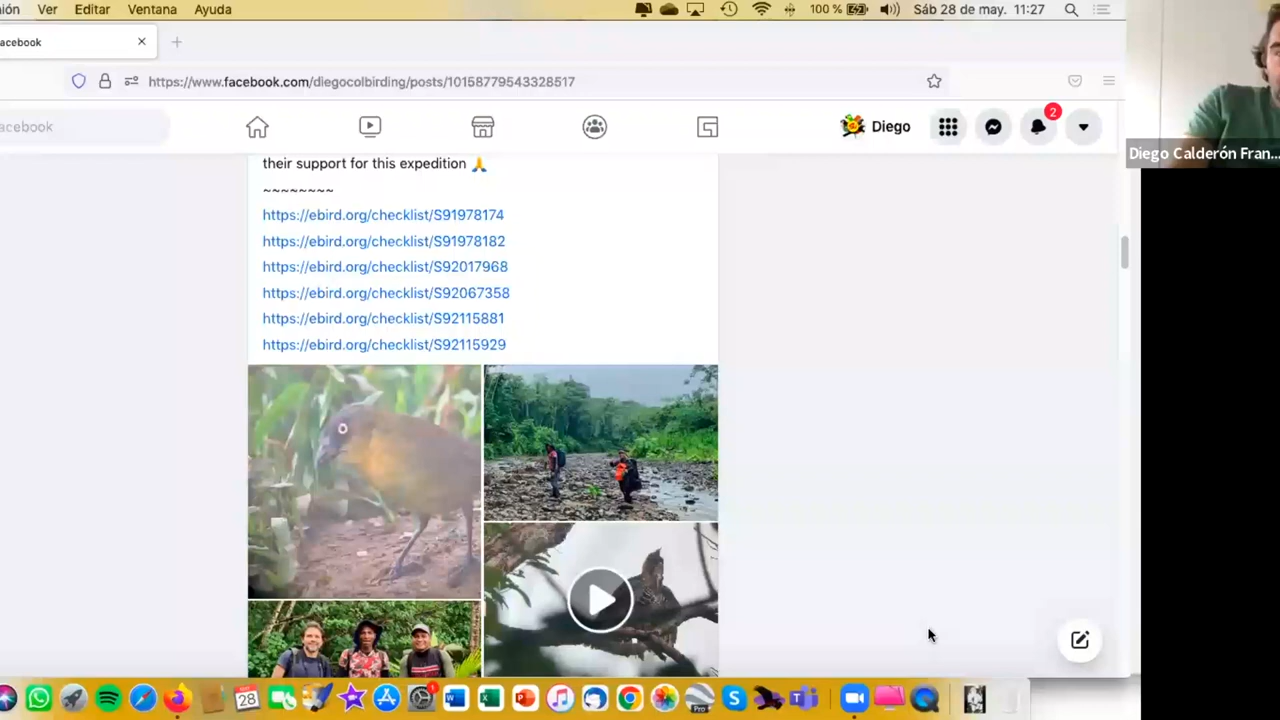 ión Ver Editar Ventana Ayuda 100 % Sáb 28 de may. 11:27
acebook
https://www.facebook.com/diegocolbirding/posts/10158779543328517
acebook Diego 2
Diego Calderón Fran...
their support for this expedition 🙏
~~~~~~~~
https://ebird.org/checklist/S91978174
https://ebird.org/checklist/S91978182
https://ebird.org/checklist/S92017968
https://ebird.org/checklist/S92067358
https://ebird.org/checklist/S92115881
https://ebird.org/checklist/S92115929
28
Pro